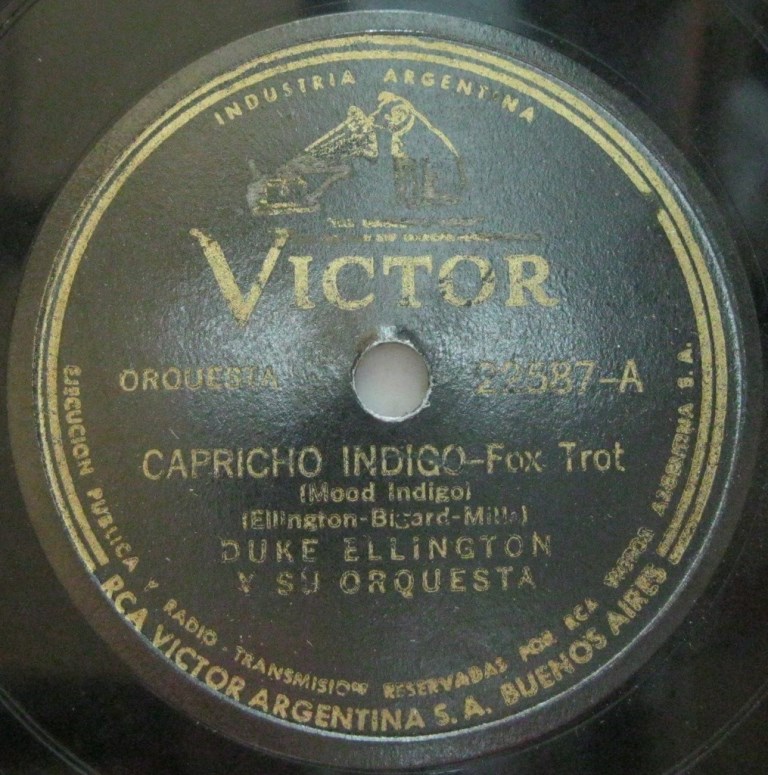 INDUSTRIA ARGENTINA
VICTOR
ORQUESTA 22587-A
CAPRICHO INDIGO-Fox Trot
(Mood Indigo)
(Ellington-Bigard-Mills)
DUKE ELLINGTON
Y SU ORQUESTA
EJECUCION PUBLICA Y RADIO-TRANSMISION RESERVADAS POR RCA VICTOR ARGENTINA S.A.
RCA VICTOR ARGENTINA S.A. BUENOS AIRES